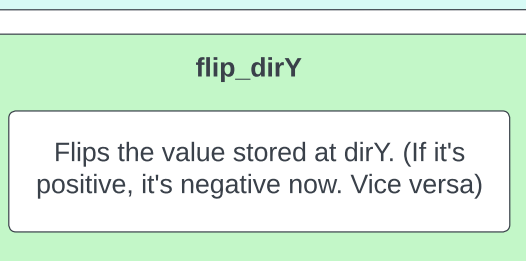 flip_dirY
Flips the value stored at dirY. (If it's
positive, it's negative now. Vice versa)